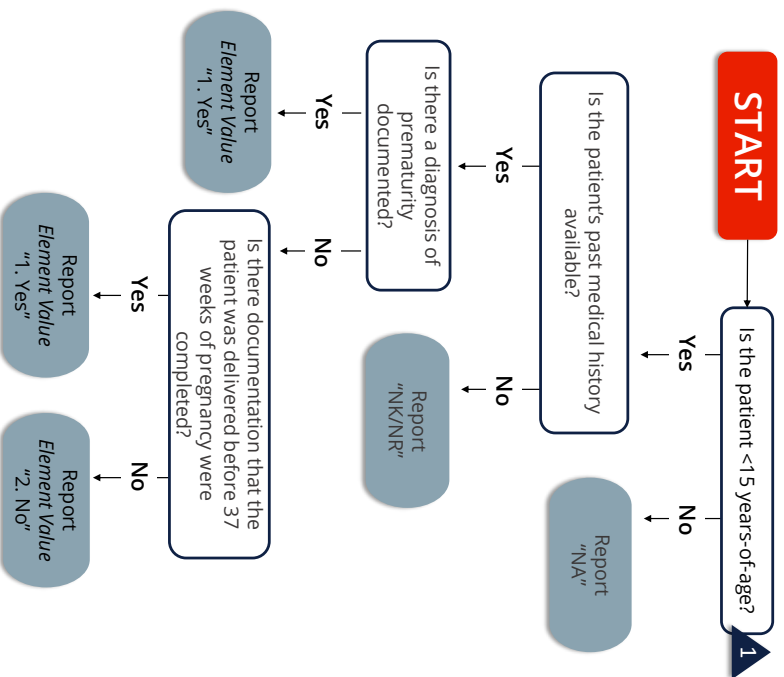 START
Is the patient <15 years-of-age?
1
Yes
No
Is the patient’s past medical history
available?
Report
“NA”
Yes
No
Is there a diagnosis of
prematurity
documented?
Report
“NK/NR”
Yes
No
Report
Element Value
“1. Yes”
Is there documentation that the
patient was delivered before 37
weeks of pregnancy were
completed?
Yes
No
Report
Element Value
“1. Yes”
Report
Element Value
“2. No”